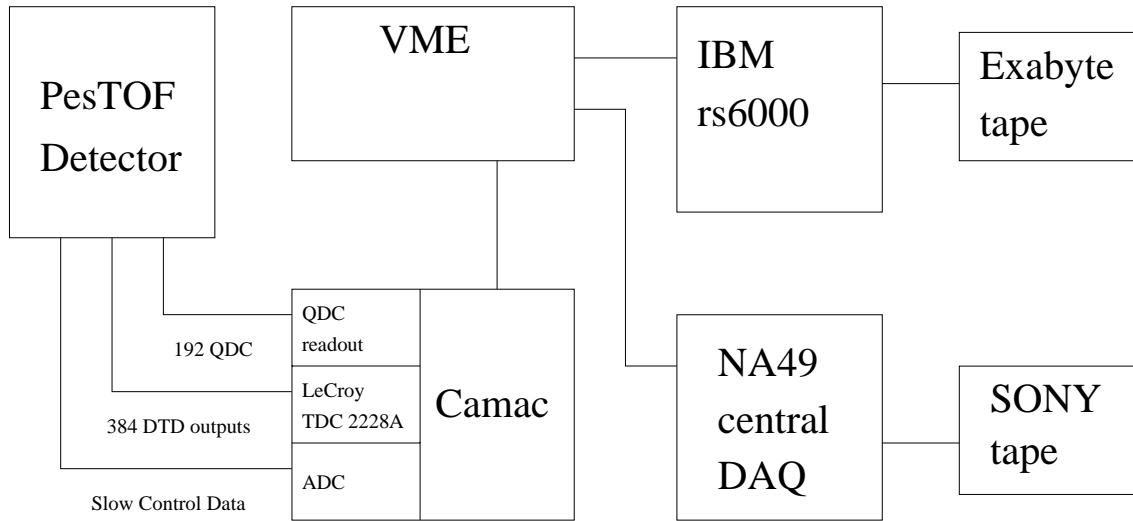 PesTOF
Detector
VME
IBM
rs6000
Exabyte
tape
192 QDC
384 DTD outputs
Slow Control Data
QDC
readout
LeCroy
TDC 2228A
ADC
Camac
NA49
central
DAQ
SONY
tape